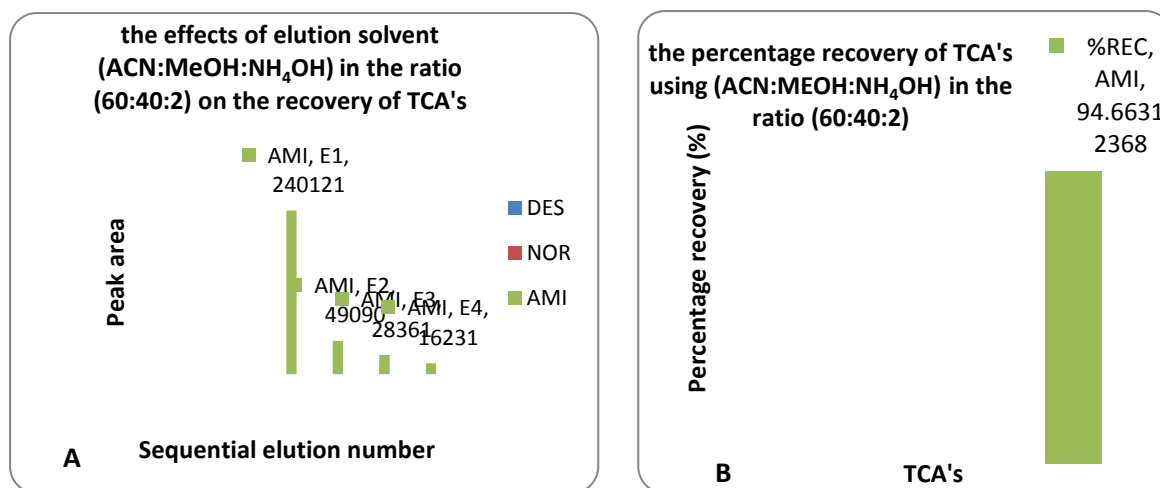 the effects of elution solvent
(ACN:MeOH:NH₄OH) in the ratio
(60:40:2) on the recovery of TCA's
AMI, E1,
240121
AMI, E2,
49090
AMI, E3,
28361
AMI, E4,
16231
Peak area
DES
NOR
AMI
Sequential elution number
A
the percentage recovery of TCA's
using (ACN:MEOH:NH₄OH) in the
ratio (60:40:2)
%REC,
AMI,
94.6631
2368
Percentage recovery (%)
TCA's
B